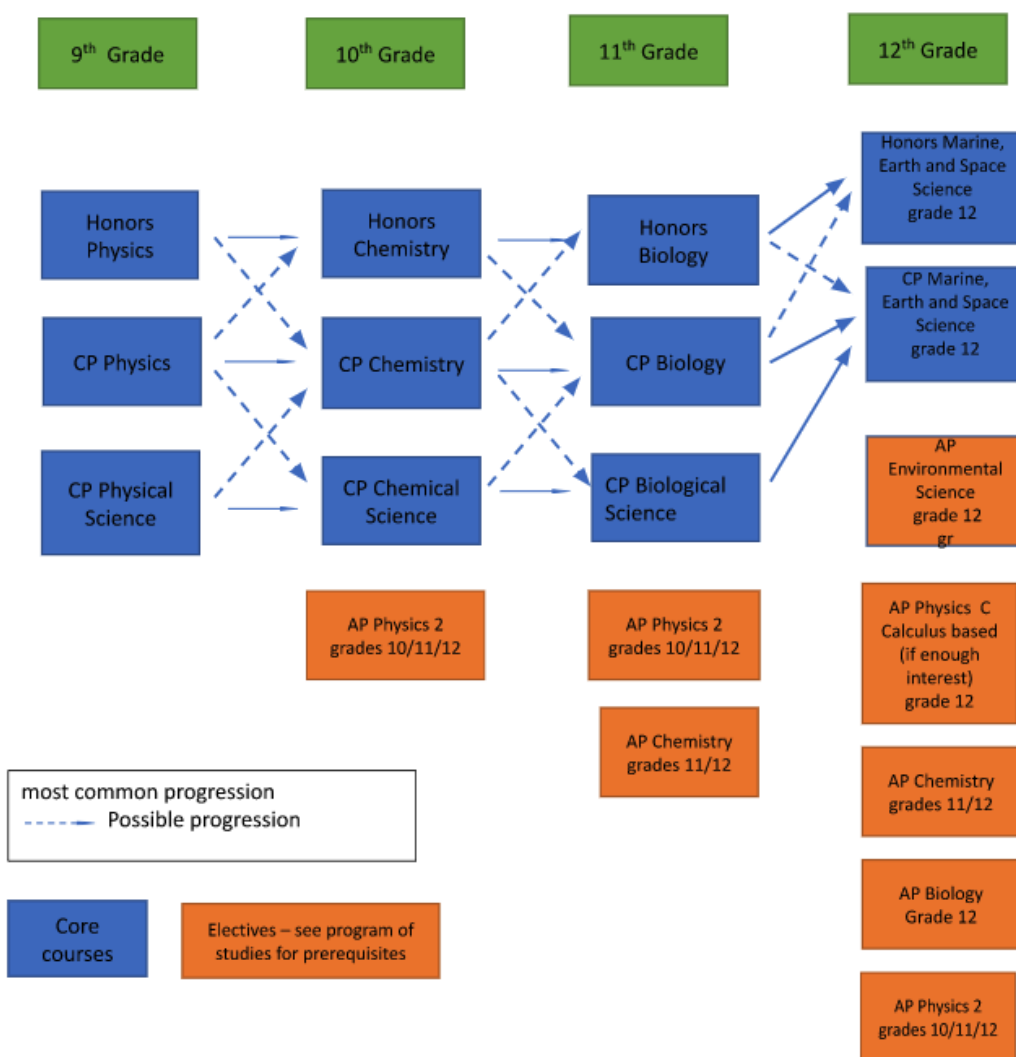 9th Grade
10th Grade
11th Grade
12th Grade
Honors Marine,
Earth and Space
Science
grade 12
Honors
Physics
Honors
Chemistry
Honors
Biology
CP Marine,
Earth and Space
Science
grade 12
CP Physics
CP Chemistry
CP Biology
CP Physical
Science
CP Chemical
Science
CP Biological
Science
AP
Environmental
Science
grade 12
gr
AP Physics 2
grades 10/11/12
AP Physics 2
grades 10/11/12
AP Physics C
Calculus based
(if enough
interest)
grade 12
AP Chemistry
grades 11/12
AP Chemistry
grades 11/12
most common progression
Possible progression
AP Biology
Grade 12
Core
courses
Electives – see program of
studies for prerequisites
AP Physics 2
grades 10/11/12